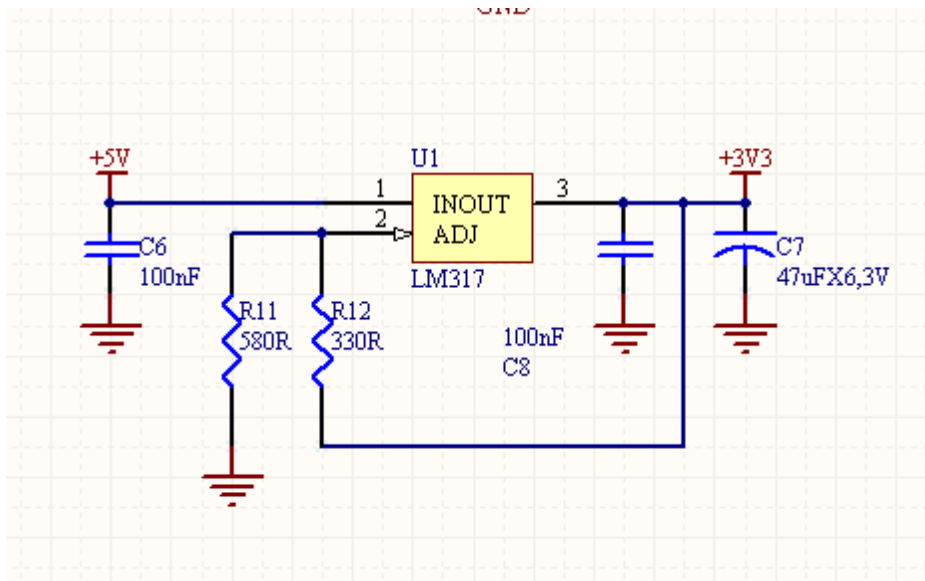 GND
+5V
U1
+3V3
1
3
INOUT
2
ADJ
C6
100nF
LM317
C7
47uFX6,3V
R11
580R
R12
330R
100nF
C8